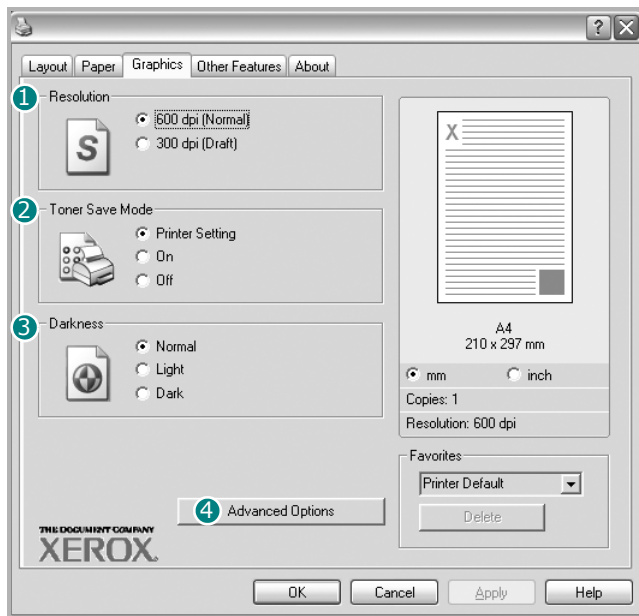 ?
X
Layout
Paper
Graphics
Other Features
About
1
Resolution
S
600 dpi (Normal)
300 dpi (Draft)
2
Toner Save Mode
Printer Setting
On
Off
3
Darkness
Normal
Light
Dark
4
Advanced Options
THE DOCUMENT COMPANY
XEROX.
X
A4
210 x 297 mm
mm
inch
Copies: 1
Resolution: 600 dpi
Favorites
Printer Default
Delete
OK
Cancel
Apply
Help